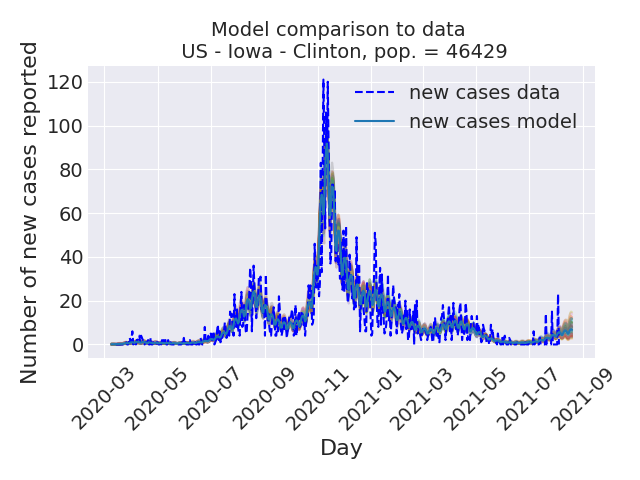 Model comparison to data
US - Iowa - Clinton, pop. = 46429
Number of new cases reported
120
100
80
60
40
20
0
new cases data
new cases model
2020-03
2020-05
2020-07
2020-09
2020-11
2021-01
2021-03
2021-05
2021-07
2021-09
Day